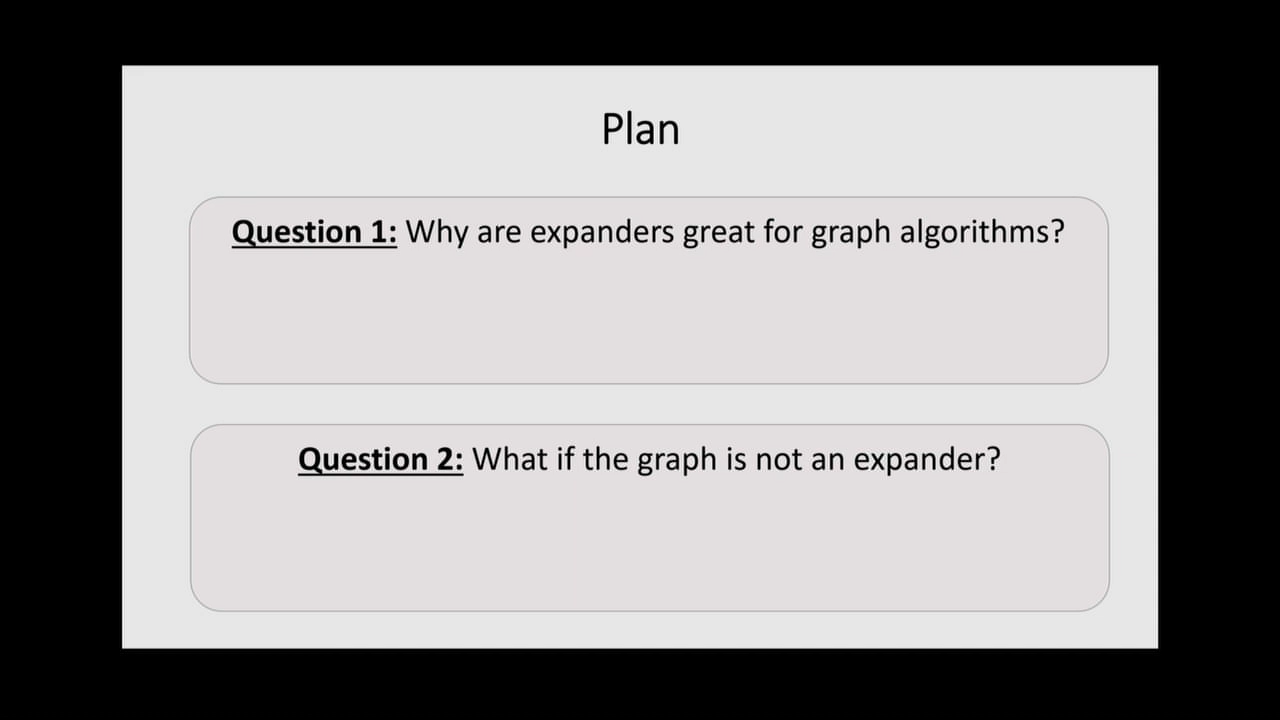 Plan
Question 1: Why are expanders great for graph algorithms?
Question 2: What if the graph is not an expander?